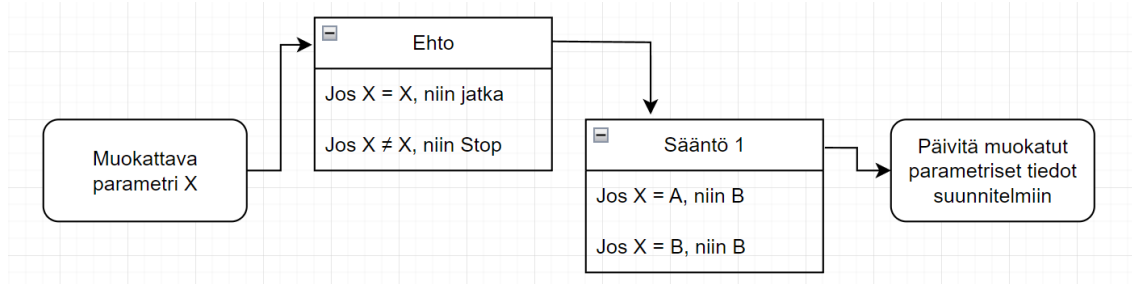 Muokattava
parametri X
Ehto
Jos X = X, niin jatka
Jos X ≠ X, niin Stop
Sääntö 1
Jos X = A, niin B
Jos X = B, niin B
Päivitä muokatut
parametriset tiedot
suunnitelmiin